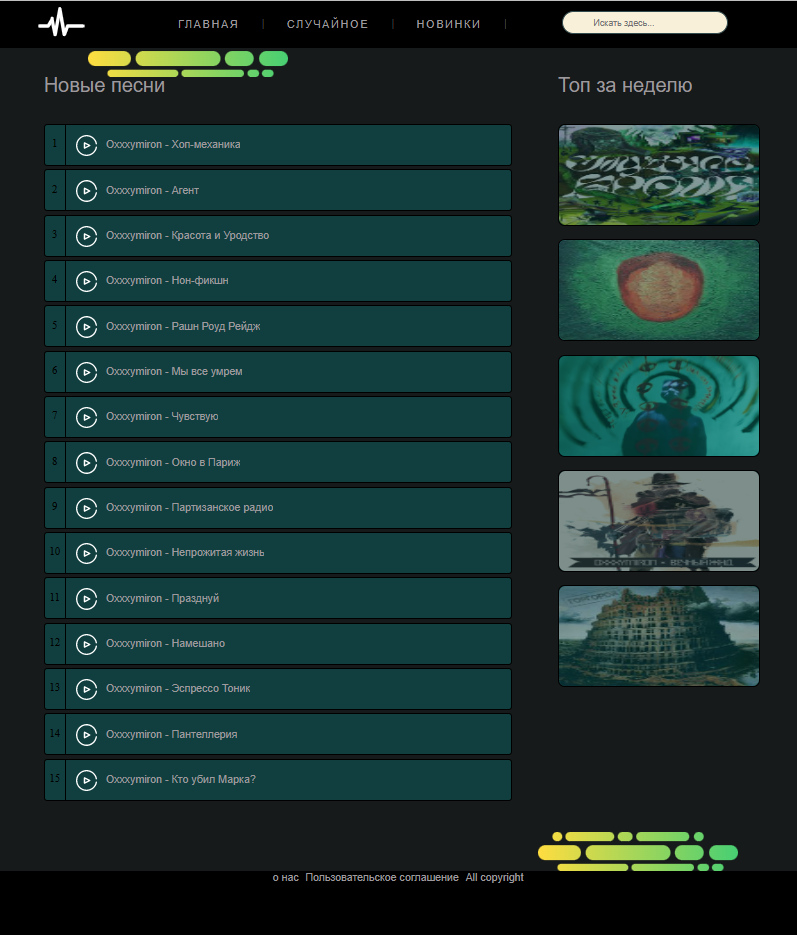 ГЛАВНАЯ | СЛУЧАЙНОЕ | НОВИНКИ |
Искать здесь...
Новые песни
1 Oxxxymiron - Хоп-механика
2 Oxxxymiron - Агент
3 Oxxxymiron - Красота и Уродство
4 Oxxxymiron - Нон-фикшн
5 Oxxxymiron - Рашн Роуд Рейдж
6 Oxxxymiron - Мы все умрем
7 Oxxxymiron - Чувствую
8 Oxxxymiron - Окно в Париж
9 Oxxxymiron - Партизанское радио
10 Oxxxymiron - Непрожитая жизнь
11 Oxxxymiron - Празднуй
12 Oxxxymiron - Намешано
13 Oxxxymiron - Эспрессо Тоник
14 Oxxxymiron - Пантеллерия
15 Oxxxymiron - Кто убил Марка?
Топ за неделю
OXXXYMIRON • ВЕЧНЫЙ ЖИД
ГОРГОРОД
о нас Пользовательское соглашение All copyright